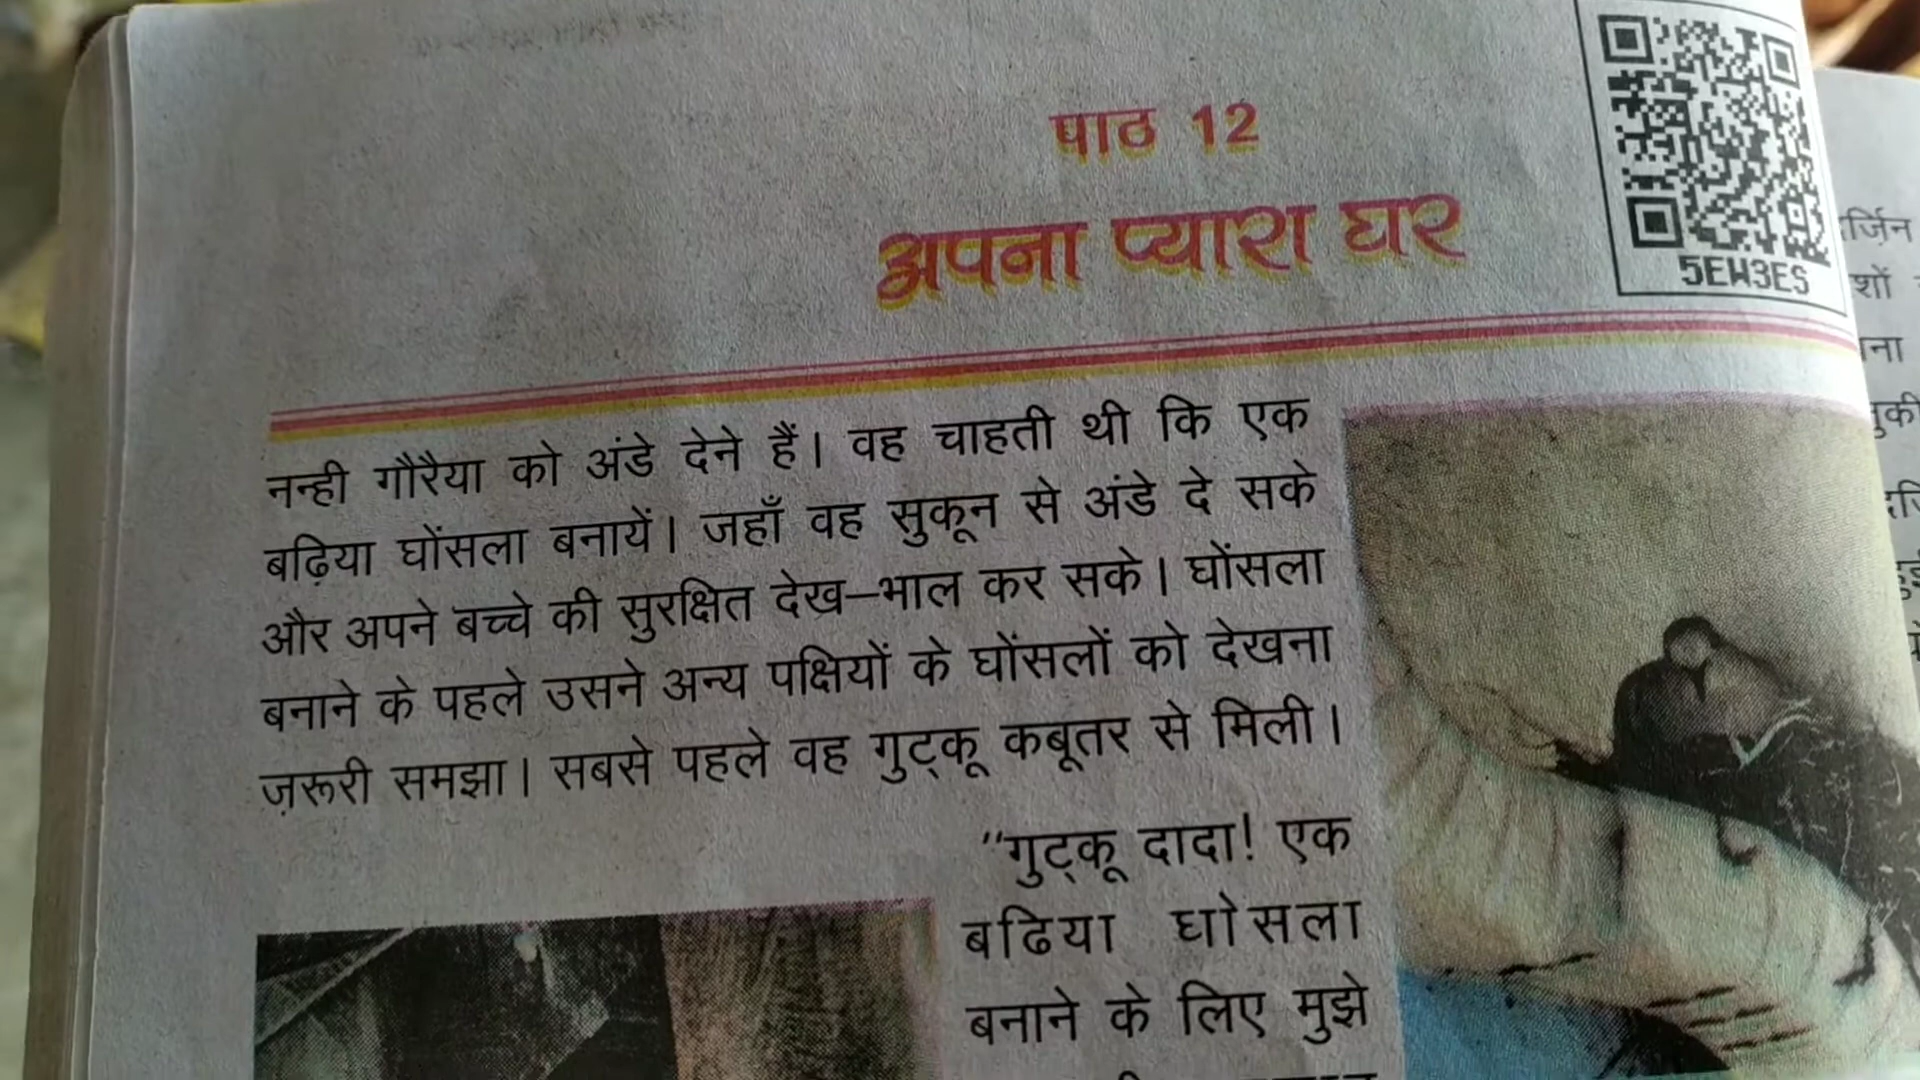 पाठ 12
अपना प्यारा घर
5EW3ES
नन्ही गौरैया को अंडे देने हैं। वह चाहती थी कि एक
बढ़िया घोंसला बनायें। जहाँ वह सुकून से अंडे दे सके
और अपने बच्चे की सुरक्षित देख–भाल कर सके। घोंसला
बनाने के पहले उसने अन्य पक्षियों के घोंसलों को देखना
ज़रूरी समझा। सबसे पहले वह गुट्कू कबूतर से मिली।
"गुट्कू दादा! एक
बढिया घोसला
बनाने के लिए मुझे